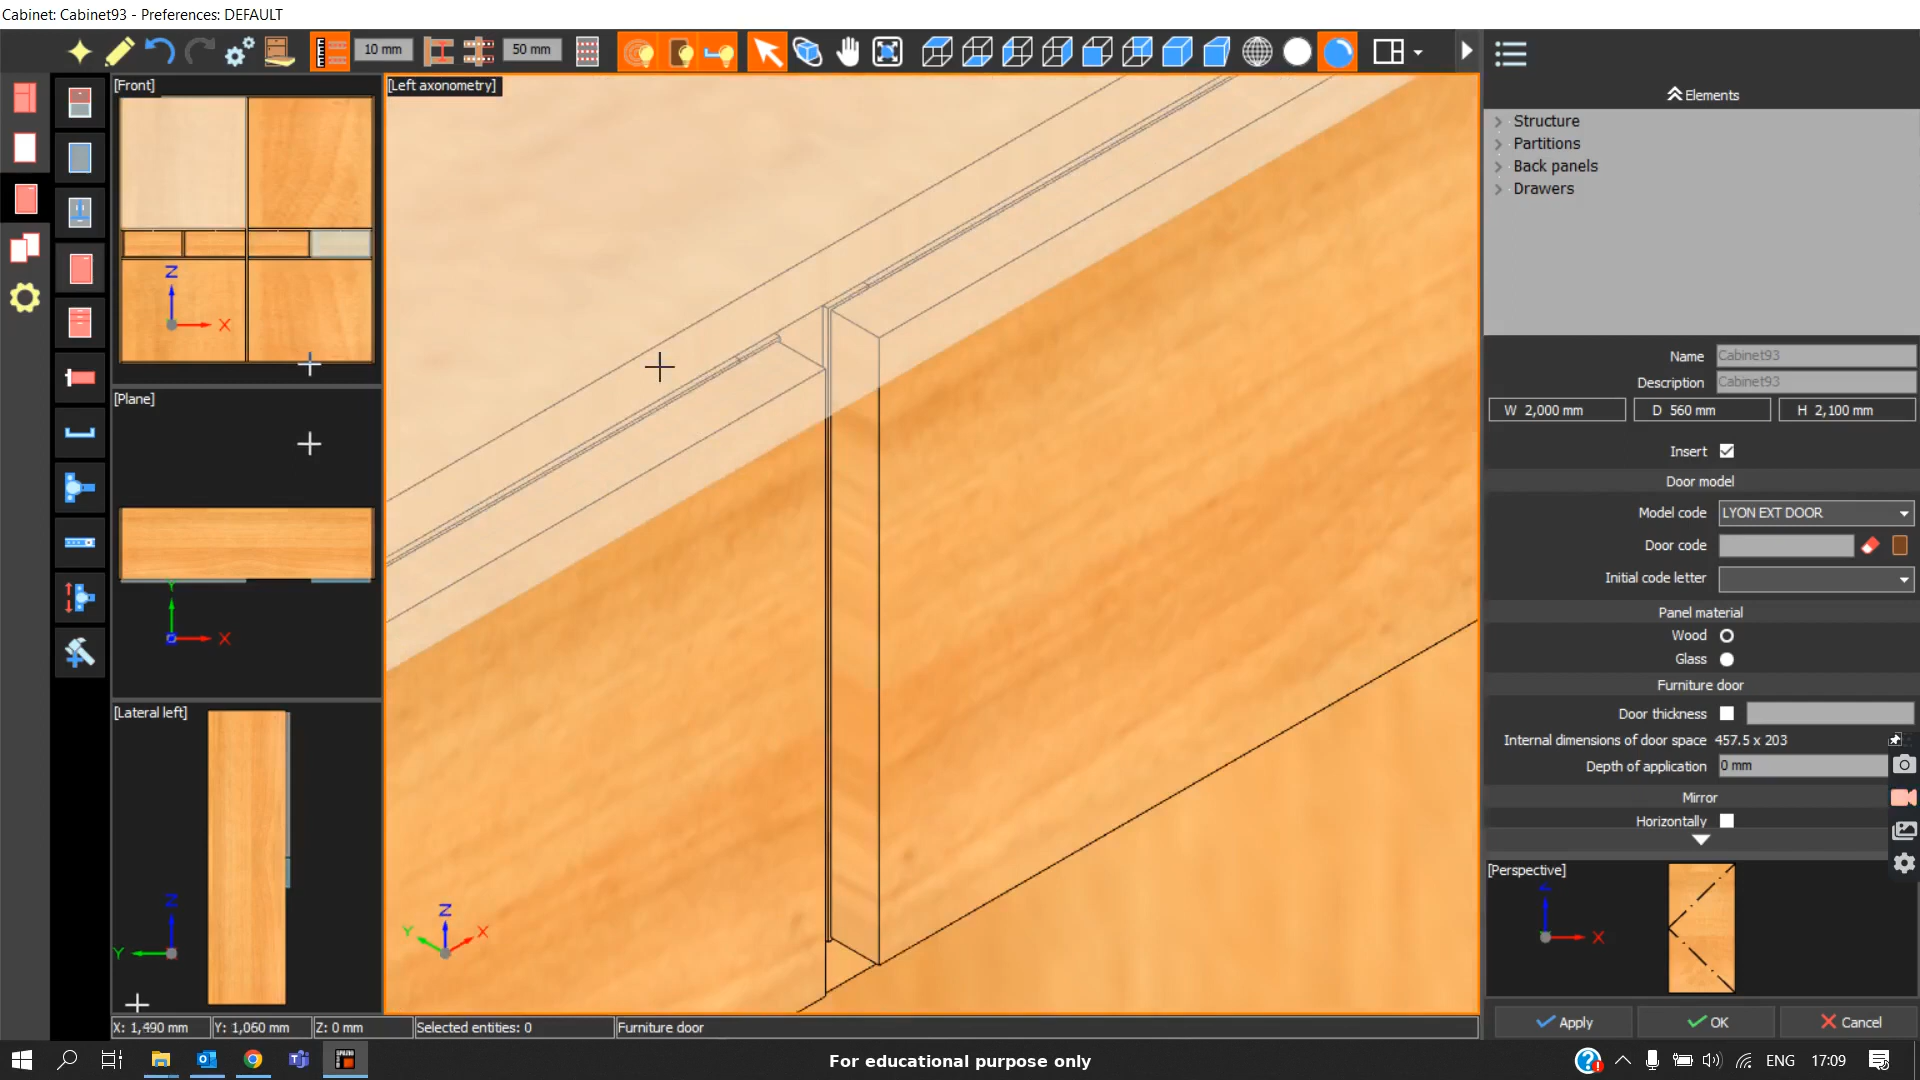 Cabinet: Cabinet93 - Preferences: DEFAULT
10 mm
50 mm
[Front]
Z
X
[Left axonometry]
Elements
Structure
Partitions
Back panels
Drawers
Name Cabinet93
Description Cabinet93
W 2,000 mm
D 560 mm
H 2,100 mm
Insert
Door model
Model code LYON EXT DOOR
Door code
Initial code letter
Panel material
Wood
Glass
Furniture door
Door thickness
Internal dimensions of door space 457.5 x 203
Depth of application 0 mm
Mirror
Horizontally
[Plane]
Y
X
[Lateral left]
Z
Y
Z
Y
X
[Perspective]
Z
X
X: 1,490 mm
Y: 1,060 mm
Z: 0 mm
Selected entities: 0
Furniture door
Apply
OK
Cancel
For educational purpose only
ENG
17:09